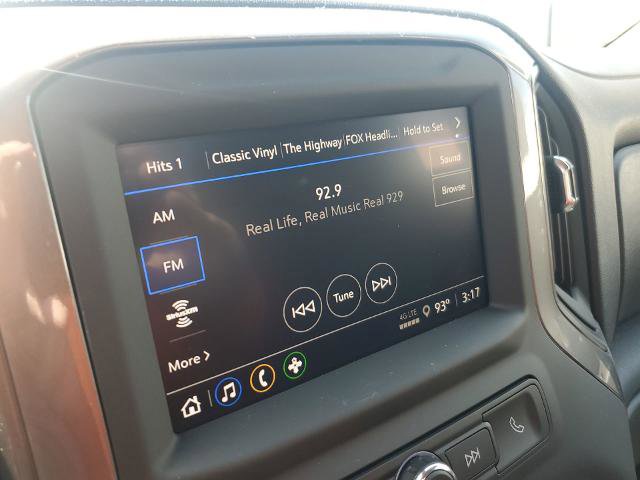 Hits 1 Classic Vinyl The Highway FOX Headli... Hold to Set
AM
92.9
Sound
Real Life, Real Music Real 929
Browse
FM
SiriusXM
Tune
More
4G LTE 93° 3:17